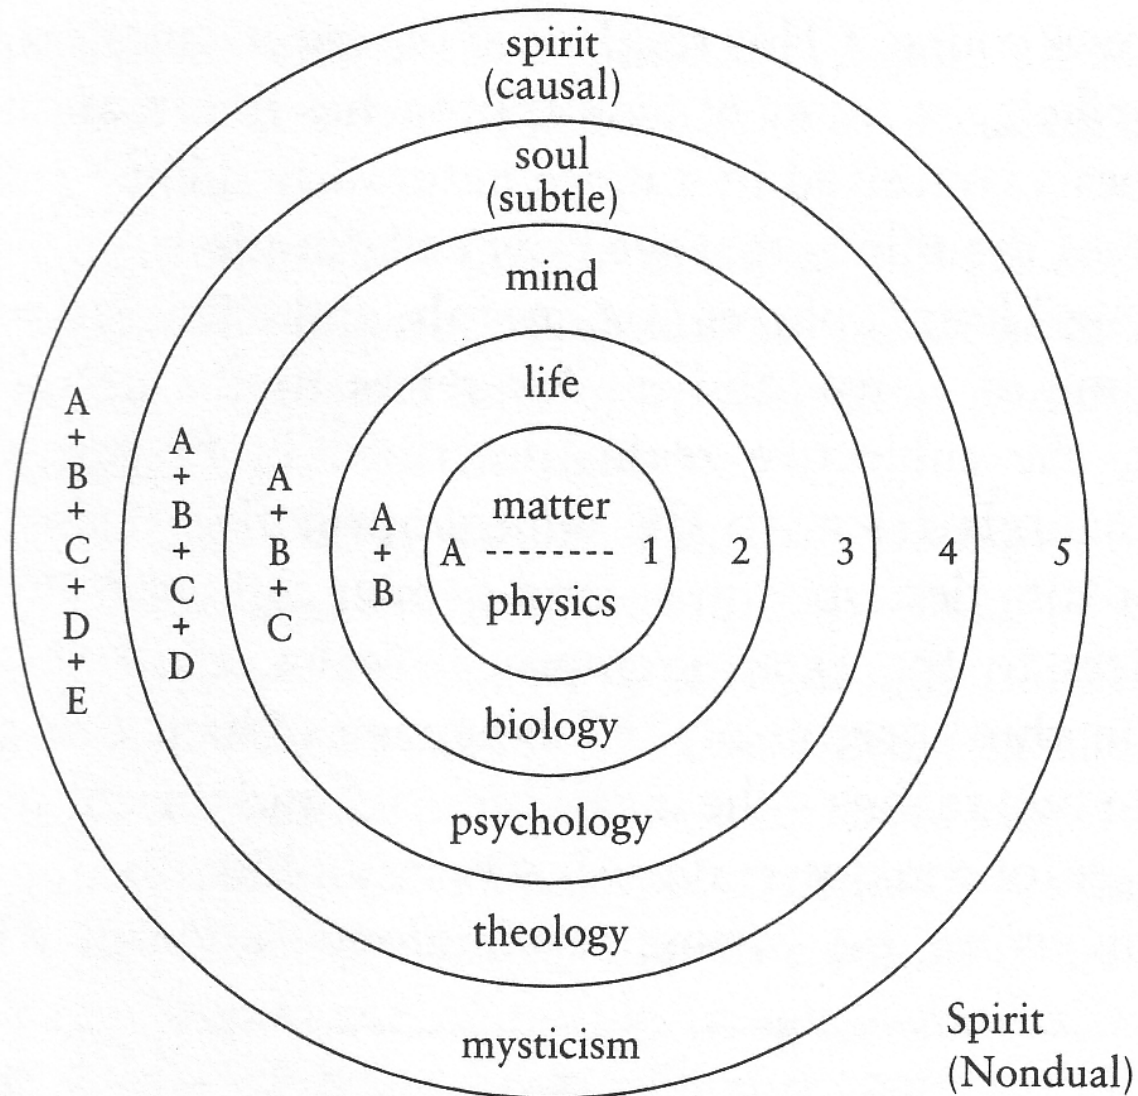 spirit
(causal)
soul
(subtle)
mind
life
matter
A -------- 1
physics
2
3
4
5
A
+
B
A
+
B
+
C
A
+
B
+
C
+
D
A
+
B
+
C
+
D
+
E
biology
psychology
theology
mysticism
Spirit
(Nondual)